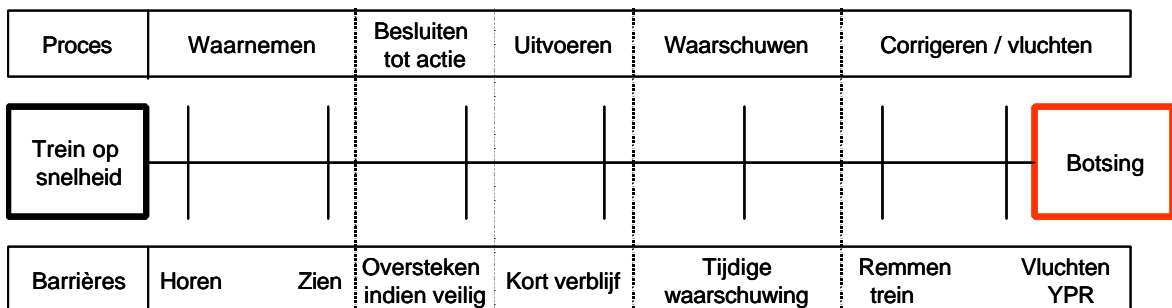 Proces
Waarnemen
Besluiten
tot actie
Uitvoeren
Waarschuwen
Corrigeren / vluchten
Trein op
snelheid
Botsing
Barrières
Horen
Zien
Oversteken
indien veilig
Kort verblijf
Tijdige
waarschuwing
Remmen
trein
Vluchten
YPR